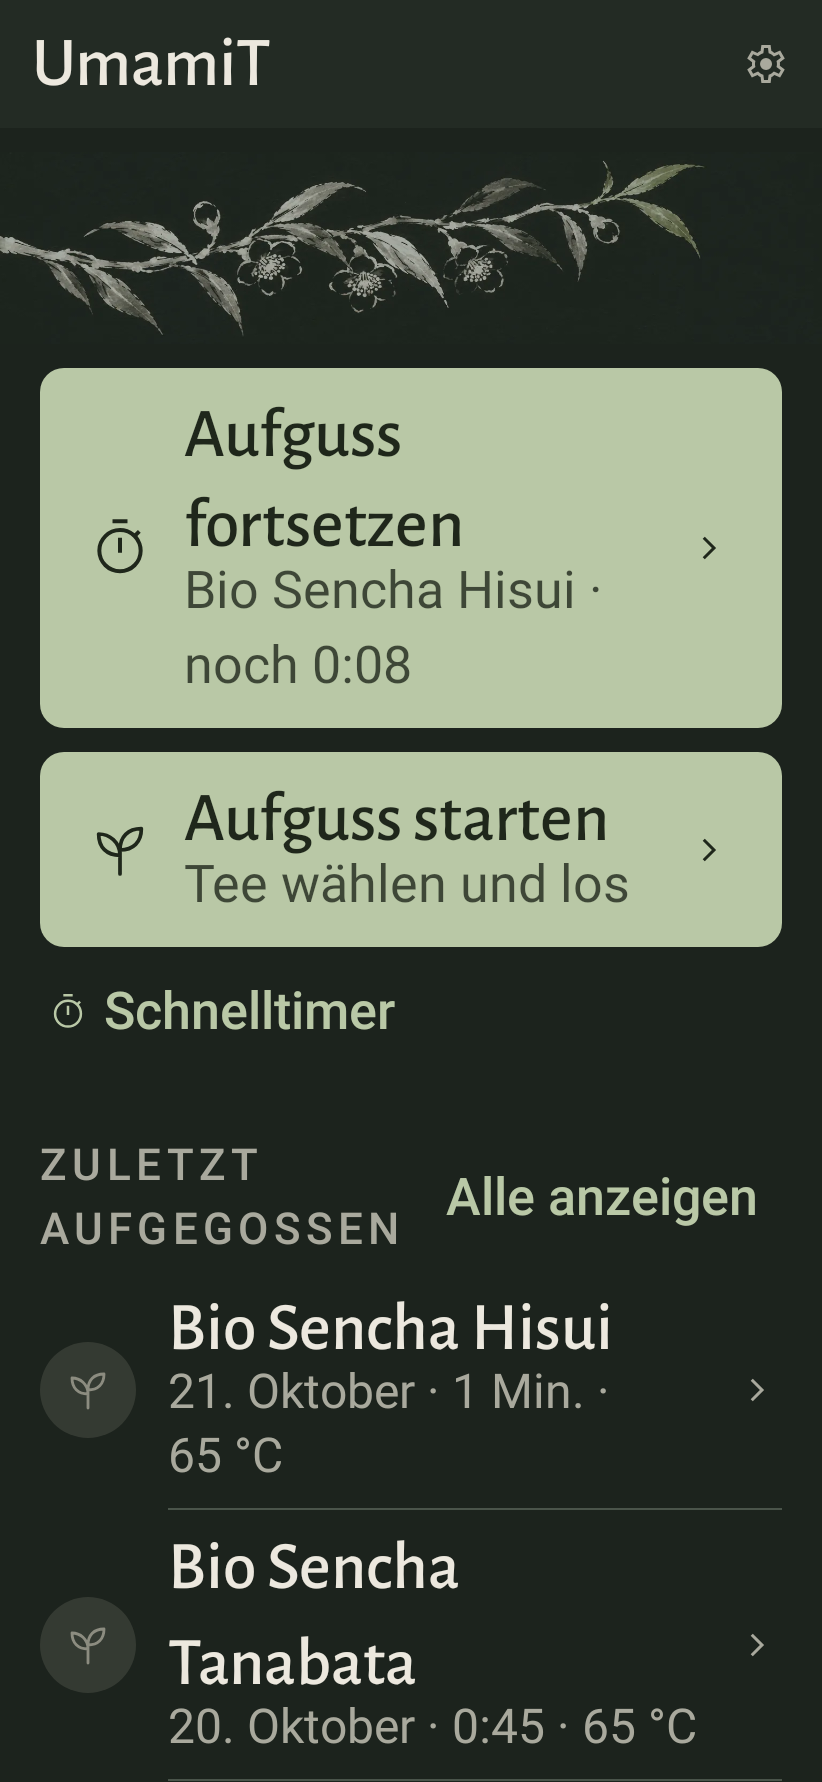 UmamiT
Aufguss
fortsetzen
Bio Sencha Hisui ·
noch 0:08
Aufguss starten
Tee wählen und los
Schnelltimer
ZULETZT
AUFGEGOSSEN
Alle anzeigen
Bio Sencha Hisui
21. Oktober · 1 Min. ·
65 °C
Bio Sencha
Tanabata
20. Oktober · 0:45 · 65 °C